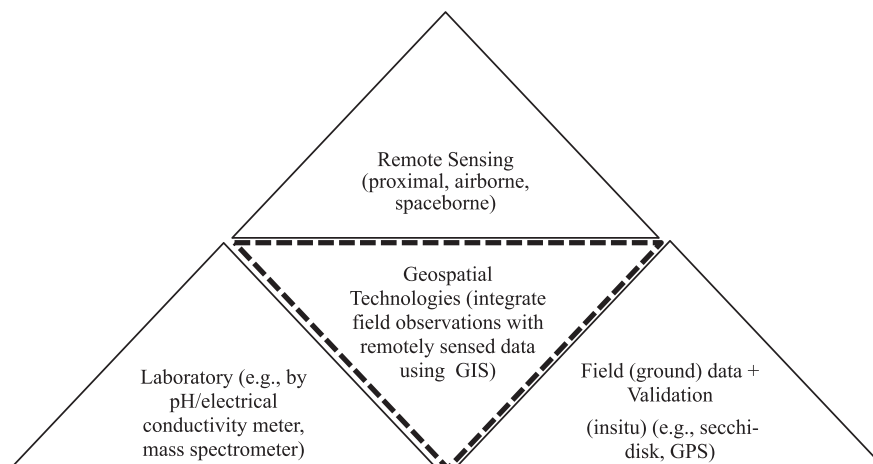 Remote Sensing
(proximal, airborne,
spaceborne)
Geospatial
Technologies (integrate
field observations with
remotely sensed data
using GIS)
Laboratory (e.g., by
pH/electrical
conductivity meter,
mass spectrometer)
Field (ground) data +
Validation
(insitu) (e.g., secchi-
disk, GPS)